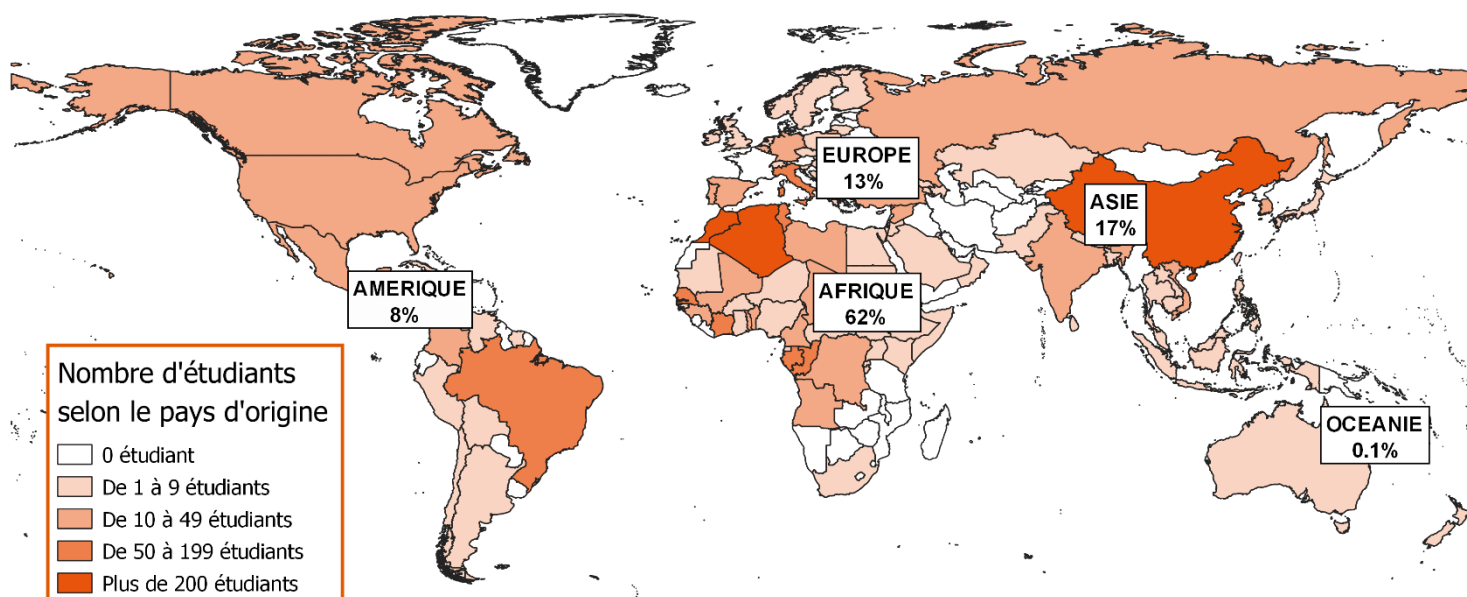 EUROPE
13%
ASIE
17%
AMERIQUE
8%
AFRIQUE
62%
OCEANIE
0.1%
Nombre d'étudiants
selon le pays d'origine
0 étudiant
De 1 à 9 étudiants
De 10 à 49 étudiants
De 50 à 199 étudiants
Plus de 200 étudiants